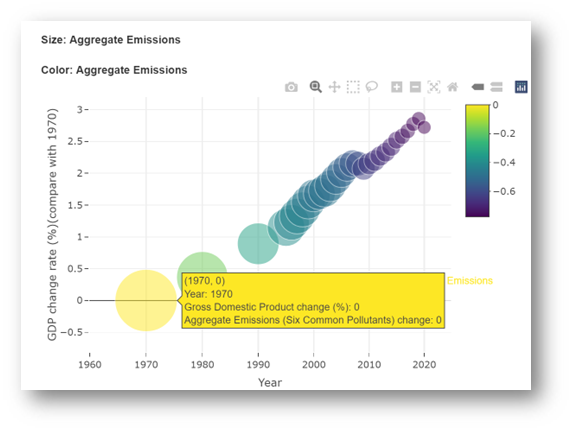 Size: Aggregate Emissions
Color: Aggregate Emissions
GDP change rate (%)(compare with 1970)
3
2.5
2
1.5
1
0.5
0
−0.5
0
−0.2
−0.4
−0.6
(1970, 0)
Year: 1970
Gross Domestic Product change (%): 0
Aggregate Emissions (Six Common Pollutants) change: 0
Emissions
1960
1970
1980
1990
2000
2010
2020
Year